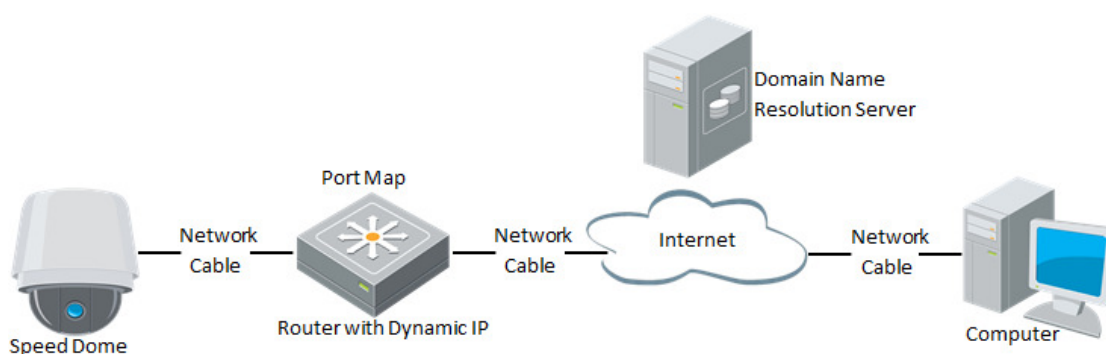 Domain Name
Resolution Server
Port Map
Network
Cable
Network
Cable
Internet
Network
Cable
Router with Dynamic IP
Computer
Speed Dome